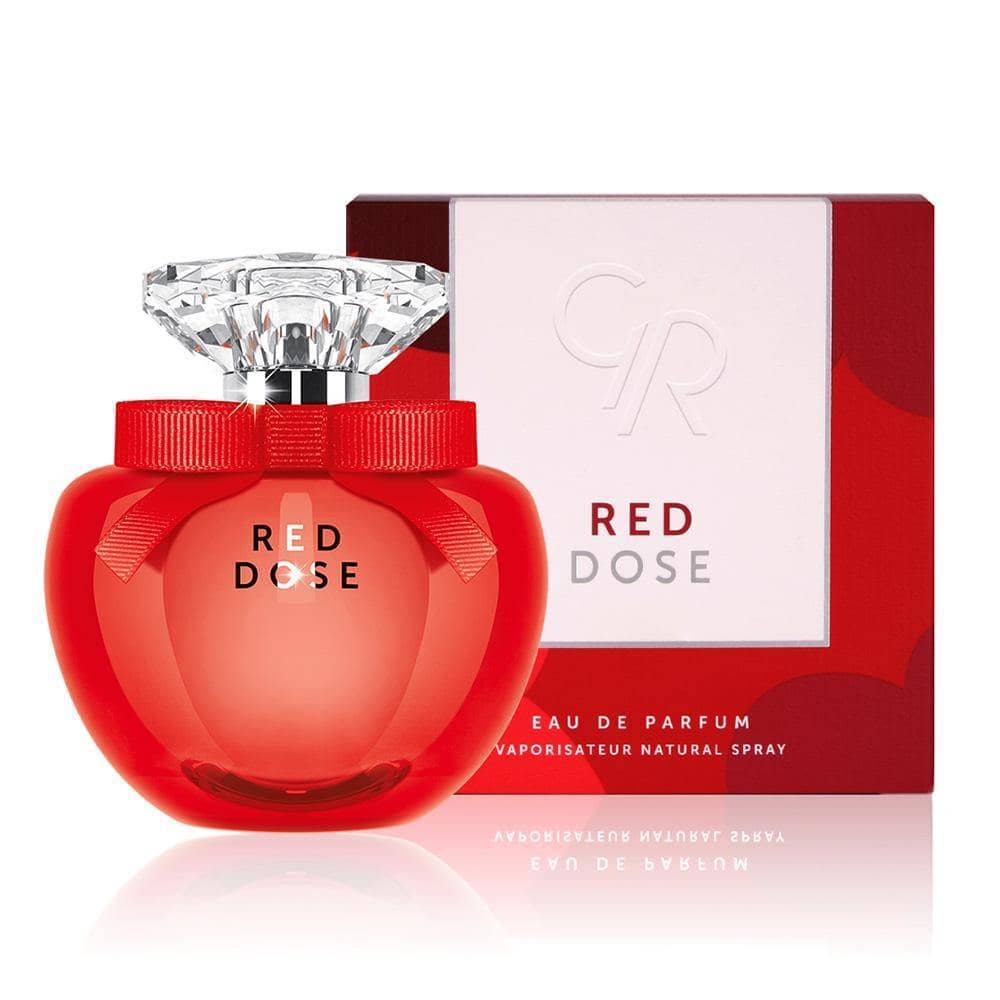 RED
DOSE
GR
RED
DOSE
EAU DE PARFUM
VAPORISATEUR NATURAL SPRAY